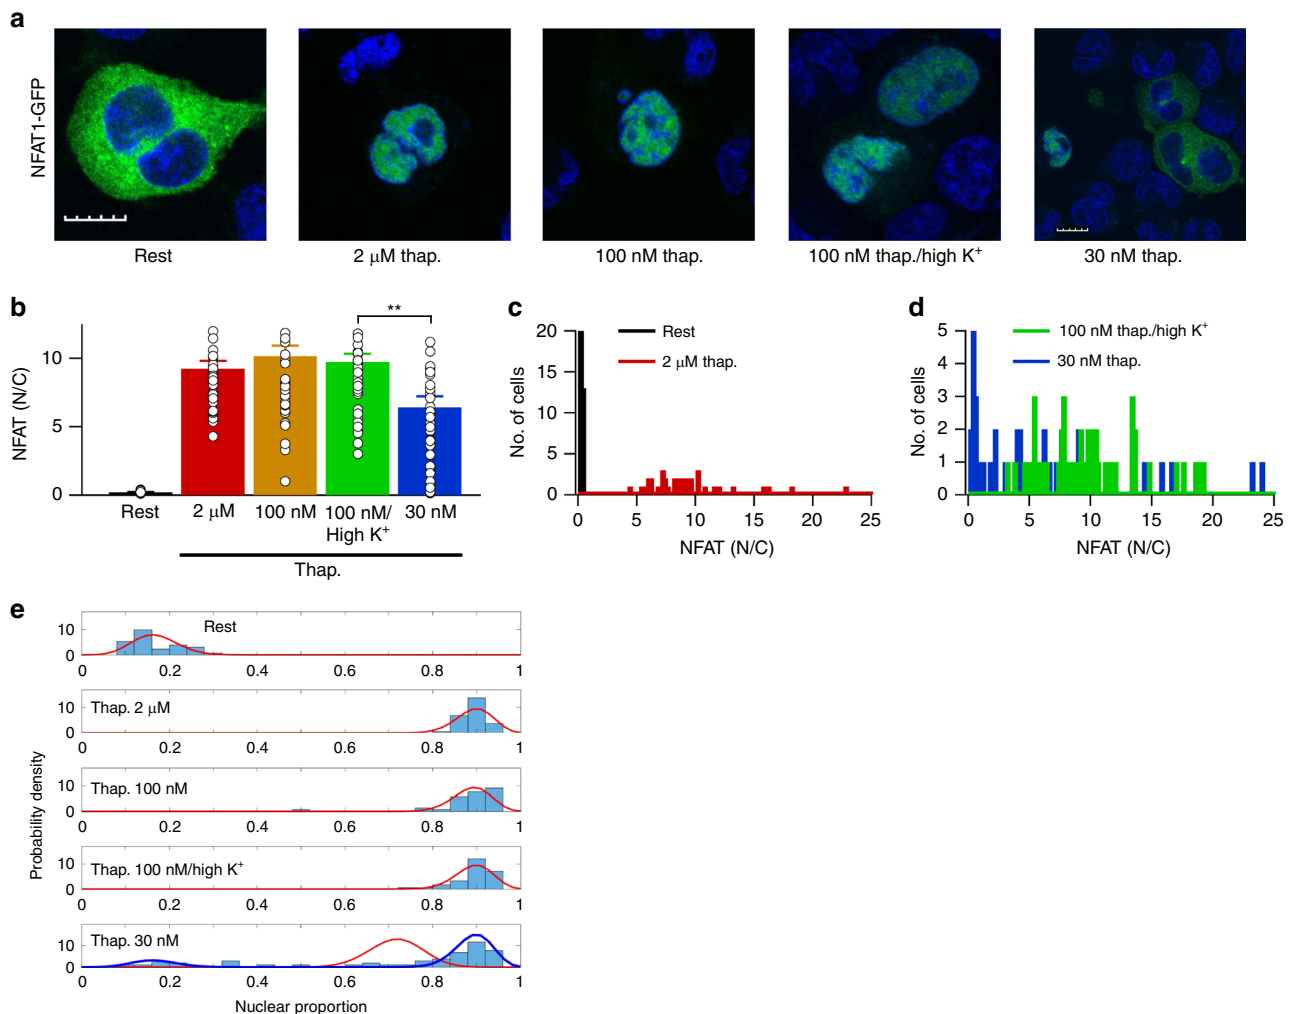 a
NFAT1-GFP
Rest
2 μM thap.
100 nM thap.
100 nM thap./high K⁺
30 nM thap.
b
**
NFAT (N/C)
10
5
0
Rest
2 μM
100 nM
100 nM/
High K⁺
30 nM
Thap.
c
Rest
2 μM thap.
No. of cells
20
15
10
5
0
0 5 10 15 20 25
NFAT (N/C)
d
100 nM thap./high K⁺
30 nM thap.
No. of cells
5
4
3
2
1
0
0 5 10 15 20 25
NFAT (N/C)
e
Probability density
Rest
10
0
0 0.2 0.4 0.6 0.8 1
Thap. 2 μM
10
0
0 0.2 0.4 0.6 0.8 1
Thap. 100 nM
10
0
0 0.2 0.4 0.6 0.8 1
Thap. 100 nM/high K⁺
10
0
0 0.2 0.4 0.6 0.8 1
Thap. 30 nM
10
0
0 0.2 0.4 0.6 0.8 1
Nuclear proportion